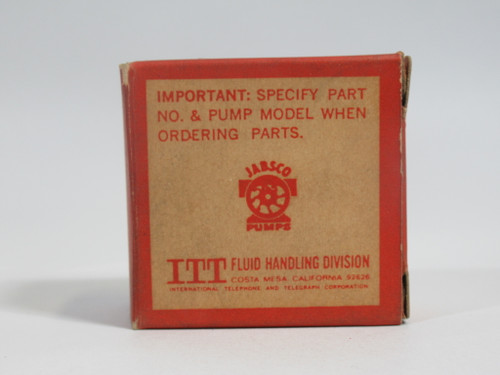 IMPORTANT: SPECIFY PART
NO. & PUMP MODEL WHEN
ORDERING PARTS.
JABSCO
PUMPS
ITT FLUID HANDLING DIVISION
COSTA MESA, CALIFORNIA 92626
INTERNATIONAL TELEPHONE AND TELEGRAPH CORPORATION